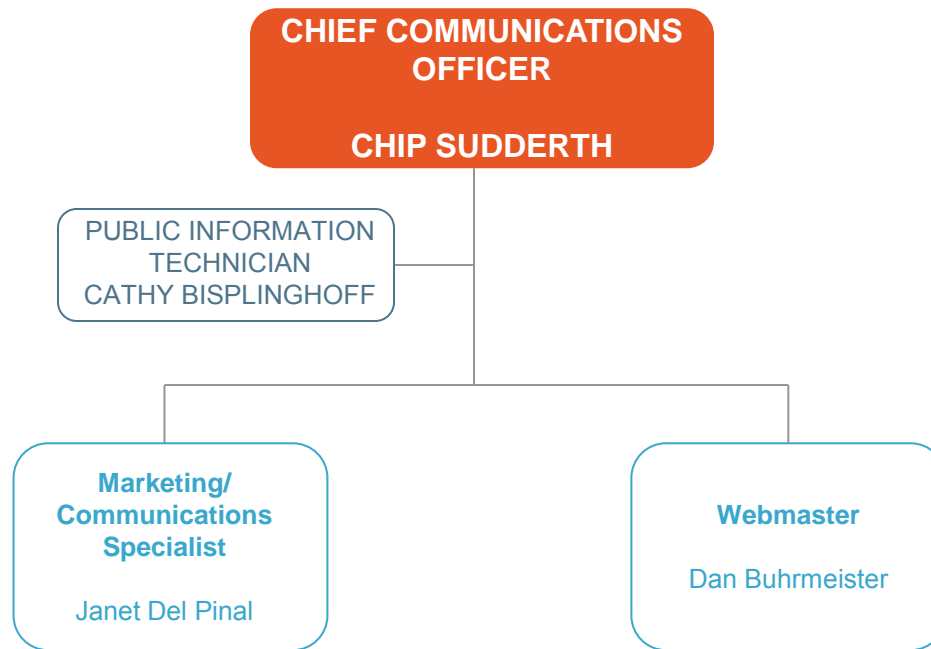 CHIEF COMMUNICATIONS
OFFICER
CHIP SUDDERTH
PUBLIC INFORMATION
TECHNICIAN
CATHY BISPLINGHOFF
Marketing/
Communications
Specialist
Janet Del Pinal
Webmaster
Dan Buhrmeister